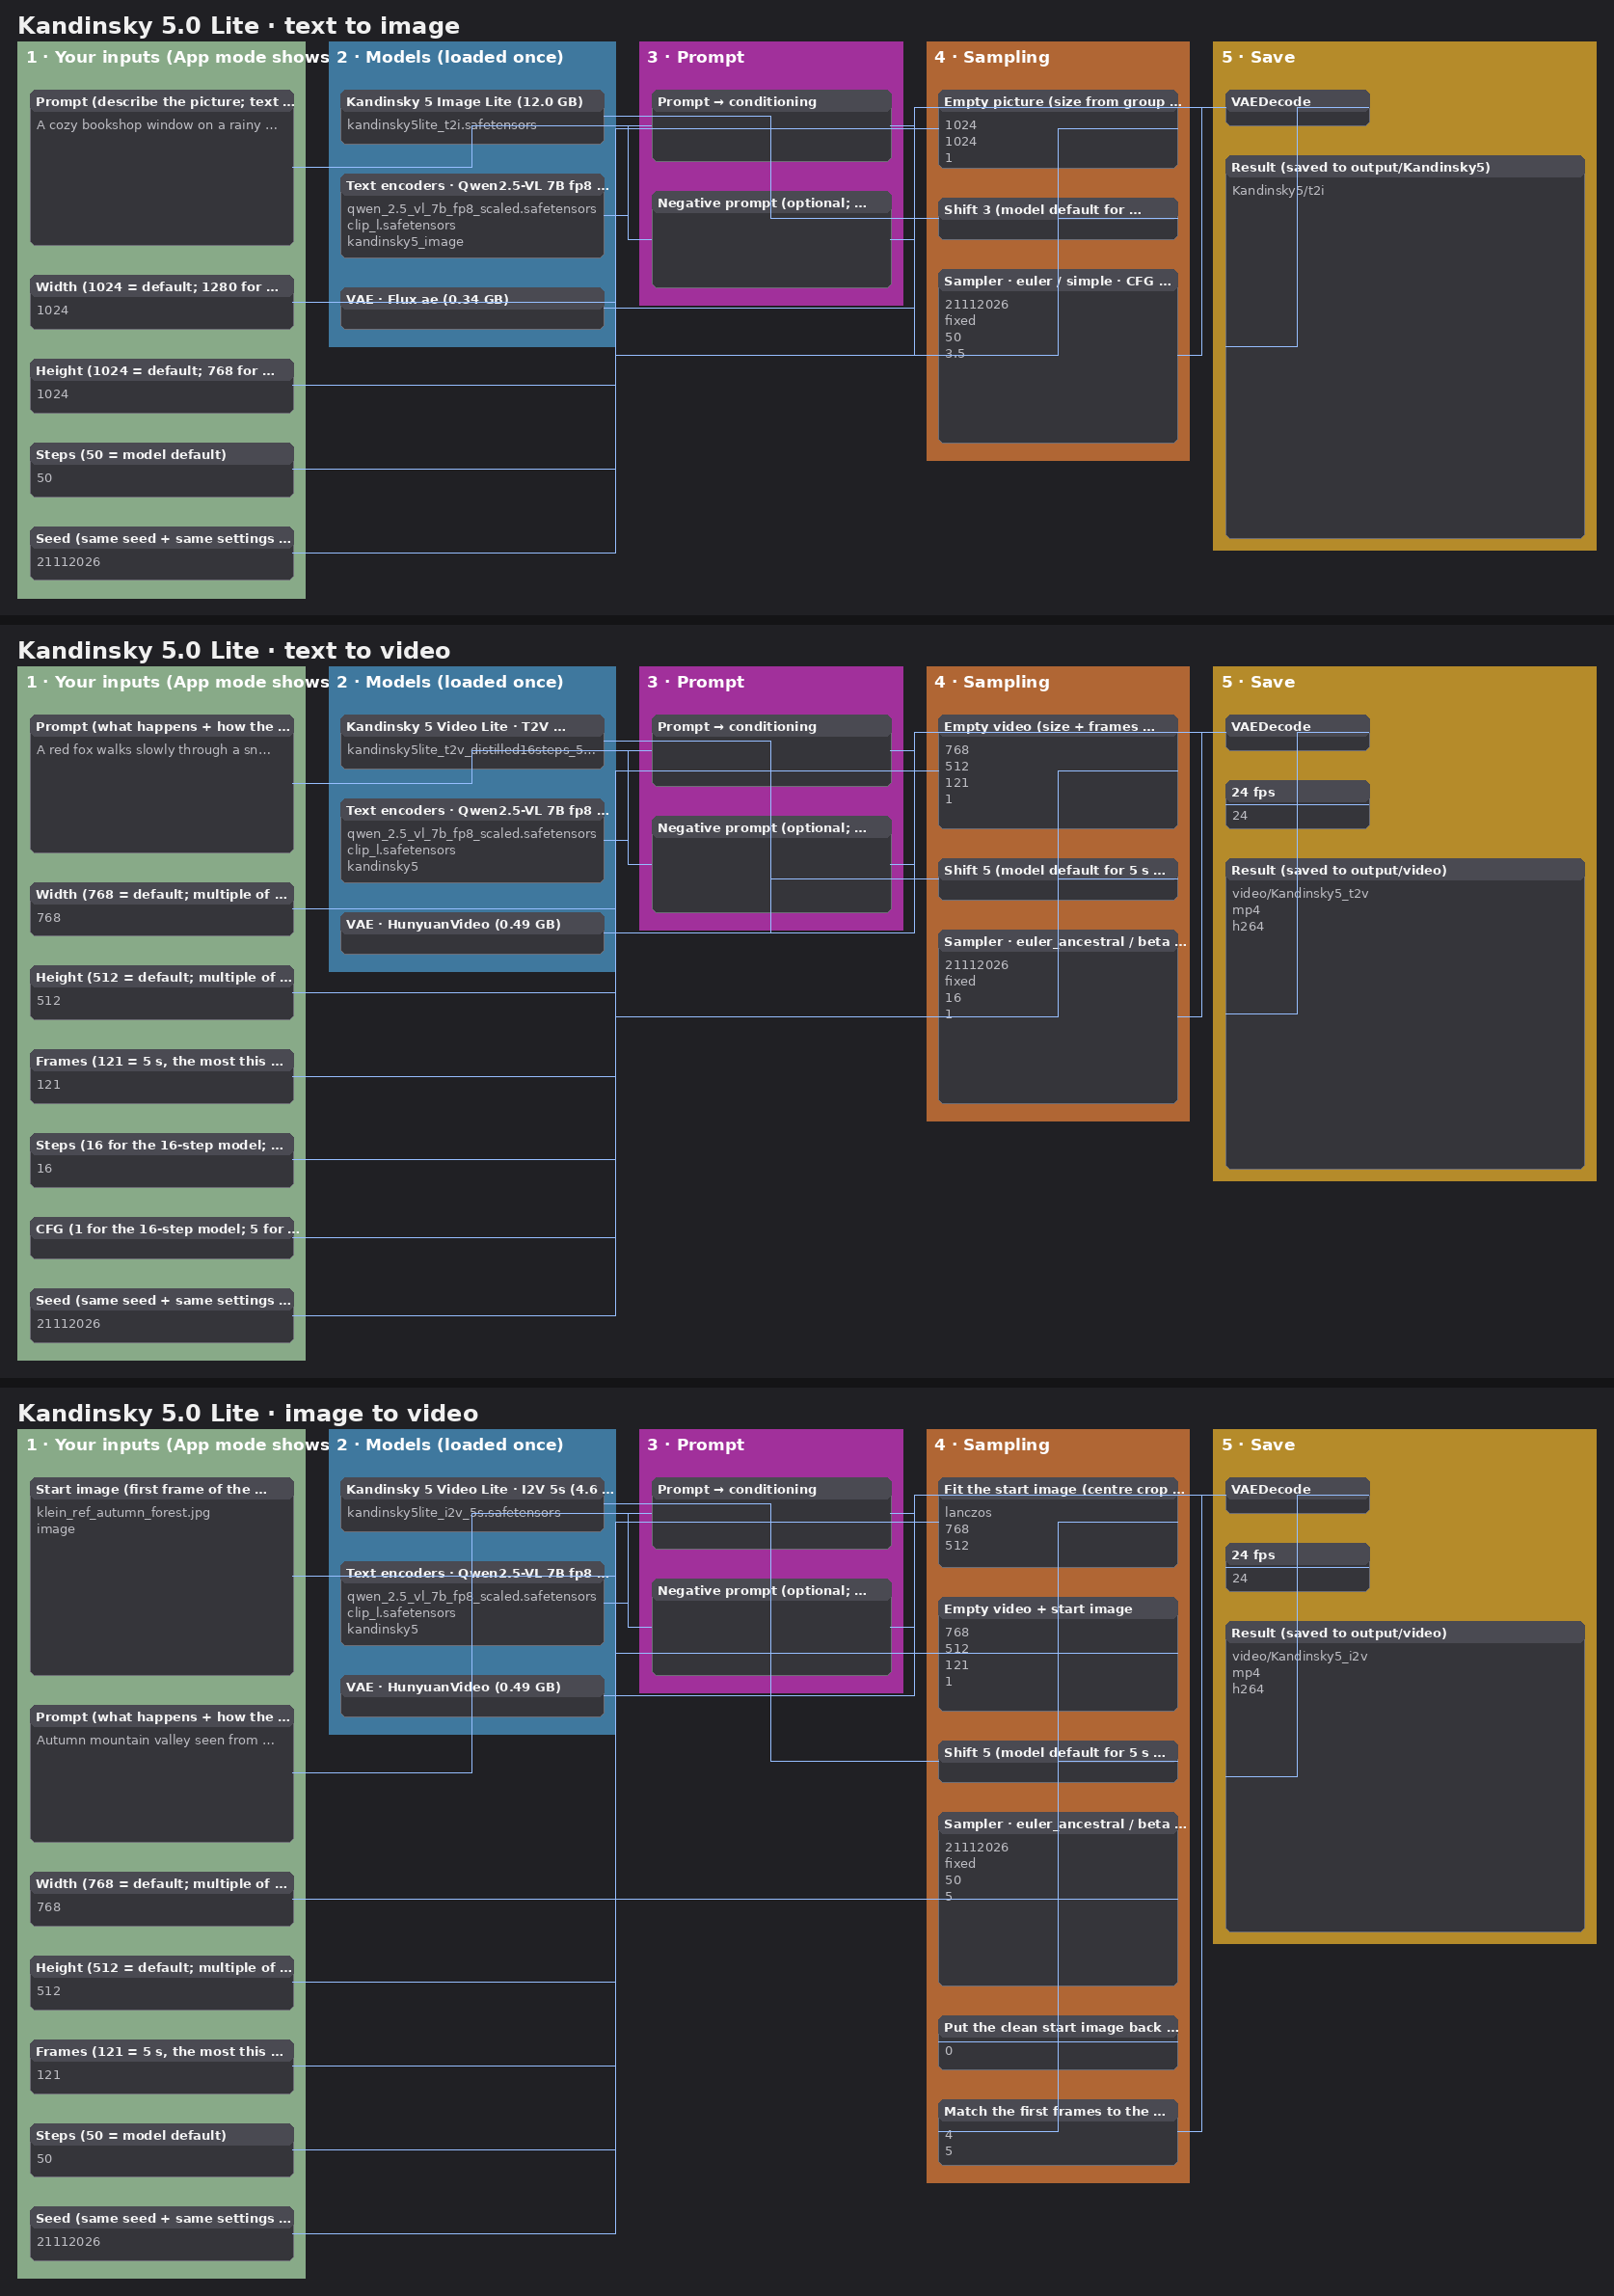 Kandinsky 5.0 Lite · text to image
1 · Your inputs (App mode shows
Prompt (describe the picture; text ...
A cozy bookshop window on a rainy ...
Width (1024 = default; 1280 for ...
1024
Height (1024 = default; 768 for ...
1024
Steps (50 = model default)
50
Seed (same seed + same settings ...
21112026
2 · Models (loaded once)
Kandinsky 5 Image Lite (12.0 GB)
kandinsky5lite_t2i.safetensors
Text encoders · Qwen2.5-VL 7B fp8 ...
qwen_2.5_vl_7b_fp8_scaled.safetensors
clip_l.safetensors
kandinsky5_image
VAE · Flux ae (0.34 GB)
3 · Prompt
Prompt → conditioning
Negative prompt (optional; ...
4 · Sampling
Empty picture (size from group ...
1024
1024
1
Shift 3 (model default for ...
Sampler · euler / simple · CFG ...
21112026
fixed
50
3.5
5 · Save
VAEDecode
Result (saved to output/Kandinsky5)
Kandinsky5/t2i
Kandinsky 5.0 Lite · text to video
1 · Your inputs (App mode shows
Prompt (what happens + how the ...
A red fox walks slowly through a sn...
Width (768 = default; multiple of ...
768
Height (512 = default; multiple of ...
512
Frames (121 = 5 s, the most this ...
121
Steps (16 for the 16-step model; ...
16
CFG (1 for the 16-step model; 5 for ...
Seed (same seed + same settings ...
21112026
2 · Models (loaded once)
Kandinsky 5 Video Lite · T2V ...
kandinsky5lite_t2v_distilled16steps_5...
Text encoders · Qwen2.5-VL 7B fp8 ...
qwen_2.5_vl_7b_fp8_scaled.safetensors
clip_l.safetensors
kandinsky5
VAE · HunyuanVideo (0.49 GB)
3 · Prompt
Prompt → conditioning
Negative prompt (optional; ...
4 · Sampling
Empty video (size + frames ...
768
512
121
1
Shift 5 (model default for 5 s ...
Sampler · euler_ancestral / beta ...
21112026
fixed
16
1
5 · Save
VAEDecode
24 fps
24
Result (saved to output/video)
video/Kandinsky5_t2v
mp4
h264
Kandinsky 5.0 Lite · image to video
1 · Your inputs (App mode shows
Start image (first frame of the ...
klein_ref_autumn_forest.jpg
image
Prompt (what happens + how the ...
Autumn mountain valley seen from ...
Width (768 = default; multiple of ...
768
Height (512 = default; multiple of ...
512
Frames (121 = 5 s, the most this ...
121
Steps (50 = model default)
50
Seed (same seed + same settings ...
21112026
2 · Models (loaded once)
Kandinsky 5 Video Lite · I2V 5s (4.6 ...
kandinsky5lite_i2v_5s.safetensors
Text encoders · Qwen2.5-VL 7B fp8 ...
qwen_2.5_vl_7b_fp8_scaled.safetensors
clip_l.safetensors
kandinsky5
VAE · HunyuanVideo (0.49 GB)
3 · Prompt
Prompt → conditioning
Negative prompt (optional; ...
4 · Sampling
Fit the start image (centre crop ...
lanczos
768
512
Empty video + start image
768
512
121
1
Shift 5 (model default for 5 s ...
Sampler · euler_ancestral / beta ...
21112026
fixed
50
5
Put the clean start image back ...
0
Match the first frames to the ...
4
5
5 · Save
VAEDecode
24 fps
24
Result (saved to output/video)
video/Kandinsky5_i2v
mp4
h264